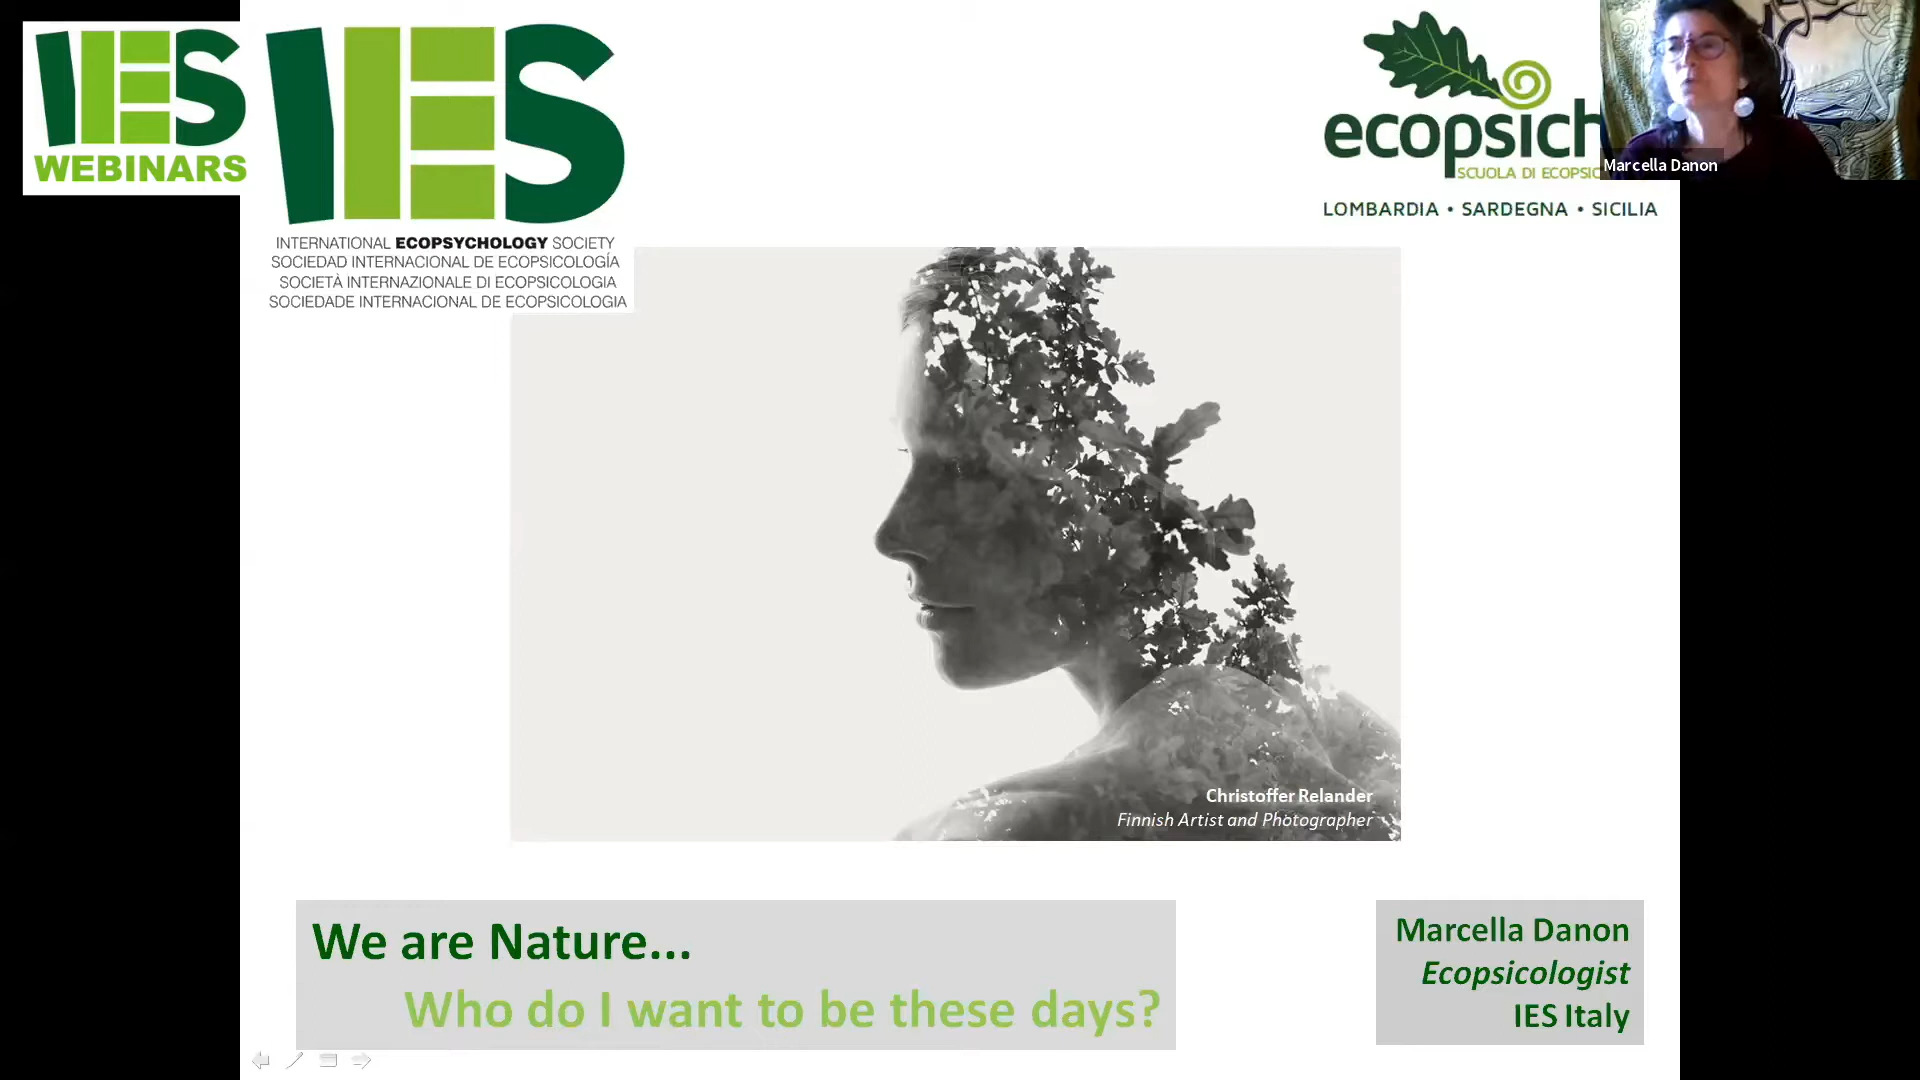 IES
WEBINARS
IES
INTERNATIONAL ECOPSYCHOLOGY SOCIETY
SOCIEDAD INTERNACIONAL DE ECOPSICOLOGÍA
SOCIETÀ INTERNAZIONALE DI ECOPSICOLOGIA
SOCIEDADE INTERNACIONAL DE ECOPSICOLOGIA
ecopsich
SCUOLA DI ECOPSIC
LOMBARDIA • SARDEGNA • SICILIA
Marcella Danon
Christoffer Relander
Finnish Artist and Photographer
We are Nature...
Who do I want to be these days?
Marcella Danon
Ecopsicologist
IES Italy